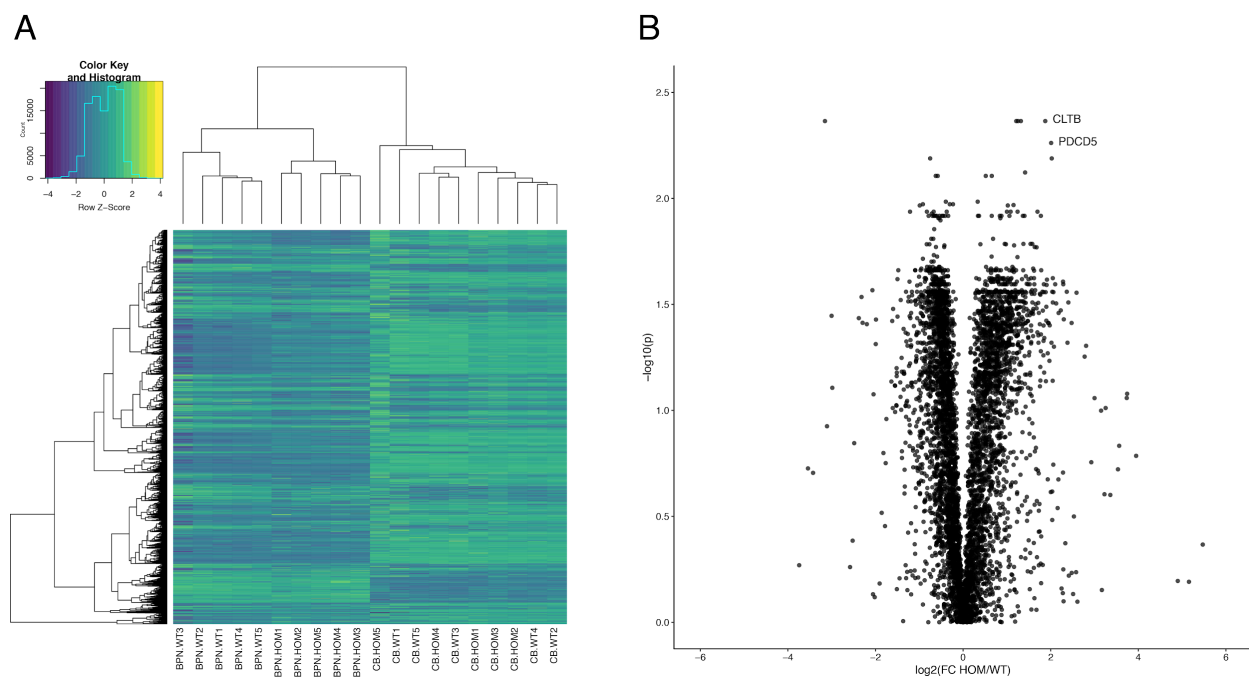 A
B
Color Key
and Histogram
Count
0
5000
15000
−4
−2
0
2
4
Row Z−Score
BPN.WT3
BPN.WT2
BPN.WT1
BPN.WT4
BPN.WT5
BPN.HOM1
BPN.HOM2
BPN.HOM5
BPN.HOM4
BPN.HOM3
CB.HOM5
CB.WT1
CB.WT5
CB.HOM4
CB.WT3
CB.HOM1
CB.HOM3
CB.HOM2
CB.WT4
CB.WT2
2.5
2.0
1.5
1.0
0.5
0.0
−log10(p)
CLTB
PDCD5
−6
−4
−2
0
2
4
6
log2(FC HOM/WT)